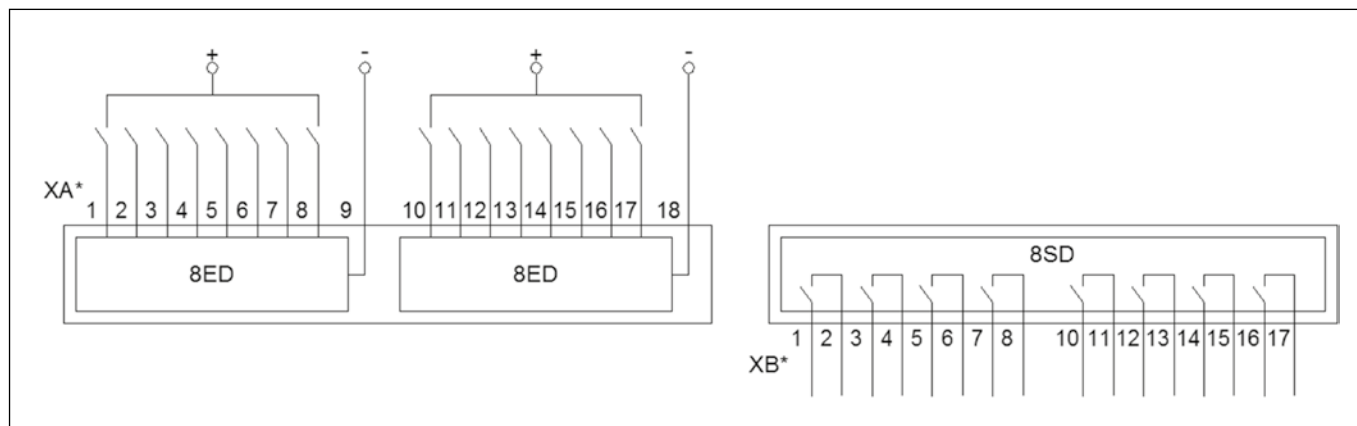 + - + -
XA* 1 2 3 4 5 6 7 8 9 10 11 12 13 14 15 16 17 18
8ED 8ED
8SD
1 2 3 4 5 6 7 8 10 11 12 13 14 15 16 17
XB*